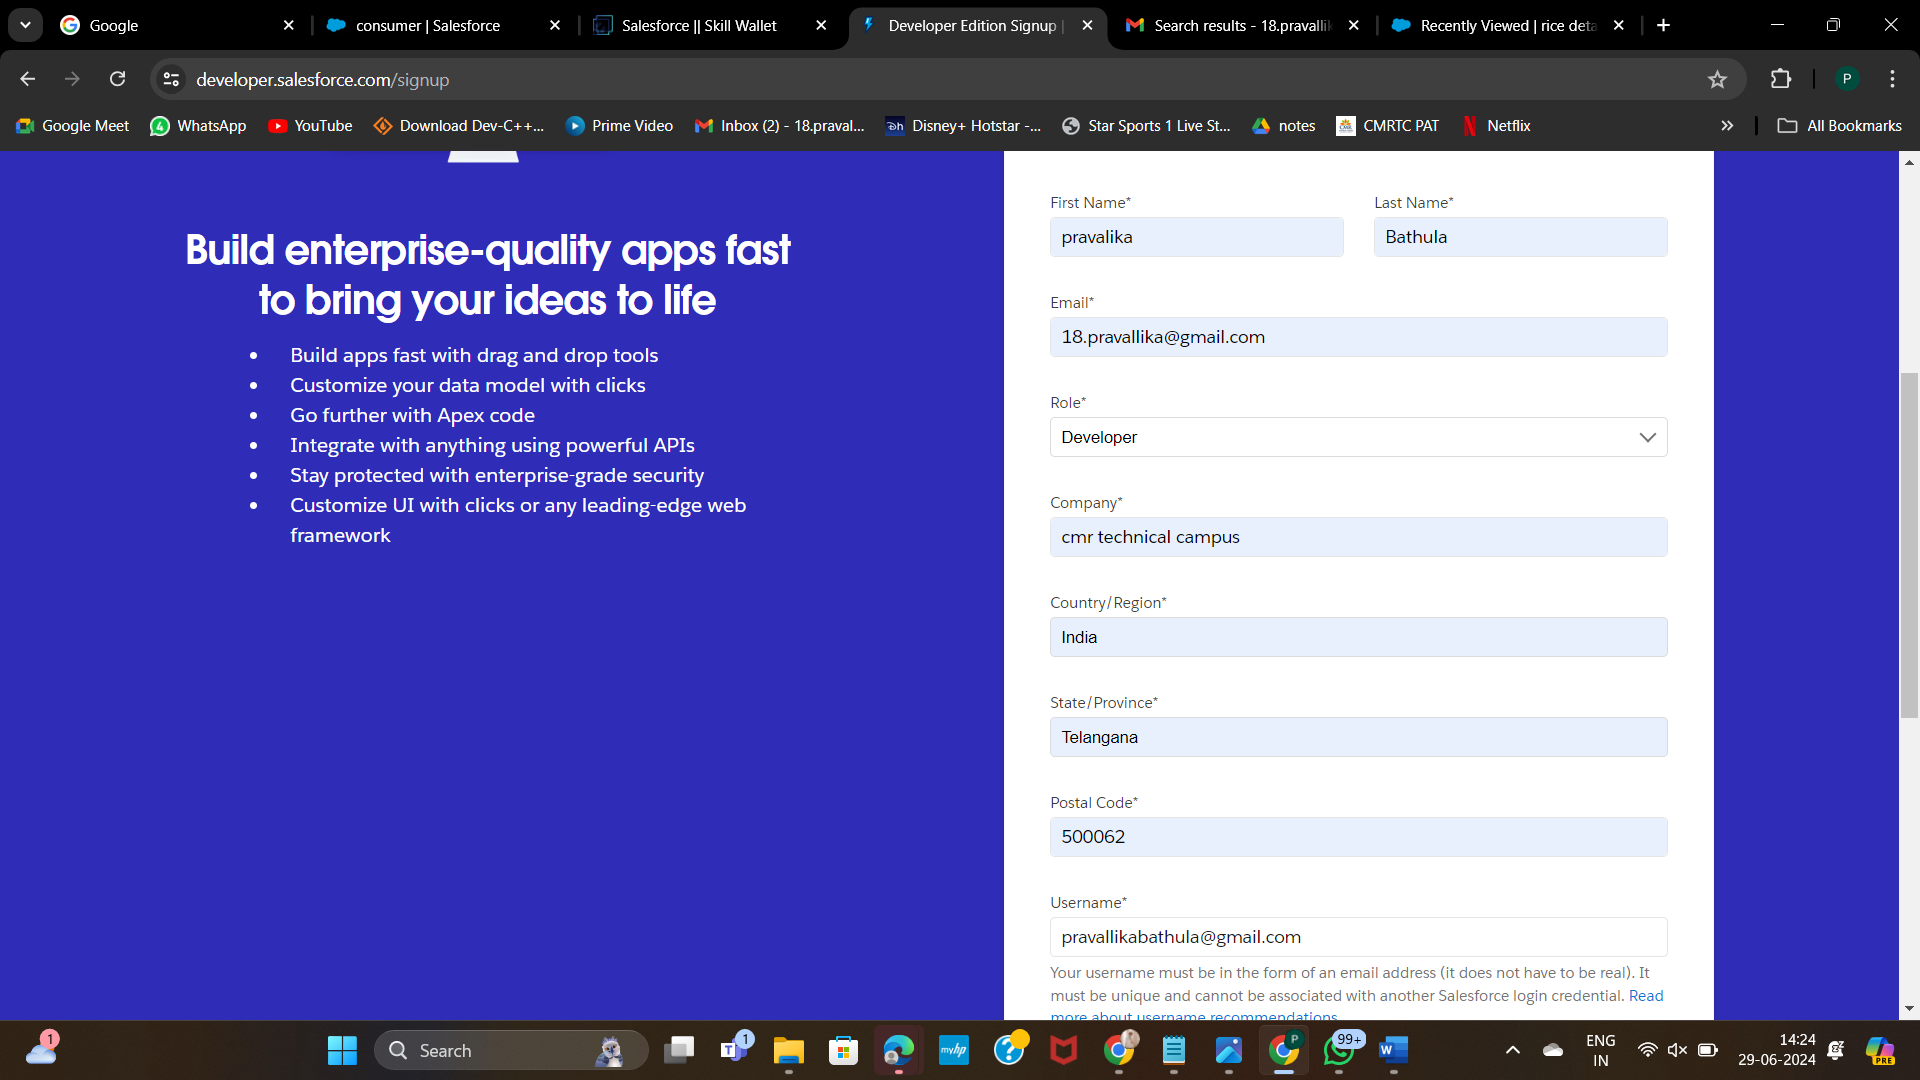 Google
consumer | Salesforce
Salesforce || Skill Wallet
Developer Edition Signup |
Search results - 18.pravallik
Recently Viewed | rice deta
developer.salesforce.com/signup
P
Google Meet
4
WhatsApp
YouTube
Download Dev-C++...
Prime Video
Inbox (2) - 18.praval...
Disney+ Hotstar -...
Star Sports 1 Live St...
notes
CMRTC PAT
Netflix
All Bookmarks
Build enterprise-quality apps fast
to bring your ideas to life
• Build apps fast with drag and drop tools
• Customize your data model with clicks
• Go further with Apex code
• Integrate with anything using powerful APIs
• Stay protected with enterprise-grade security
• Customize UI with clicks or any leading-edge web
framework
First Name*
Last Name*
pravalika
Bathula
Email*
18.pravallika@gmail.com
Role*
Developer
Company*
cmr technical campus
Country/Region*
India
State/Province*
Telangana
Postal Code*
500062
Username*
pravallikabathula@gmail.com
Your username must be in the form of an email address (it does not have to be real). It
must be unique and cannot be associated with another Salesforce login credential. Read
more about username recommendations
1
Search
1
myhp
P
99+
W
ENG
IN
14:24
29-06-2024
PRE